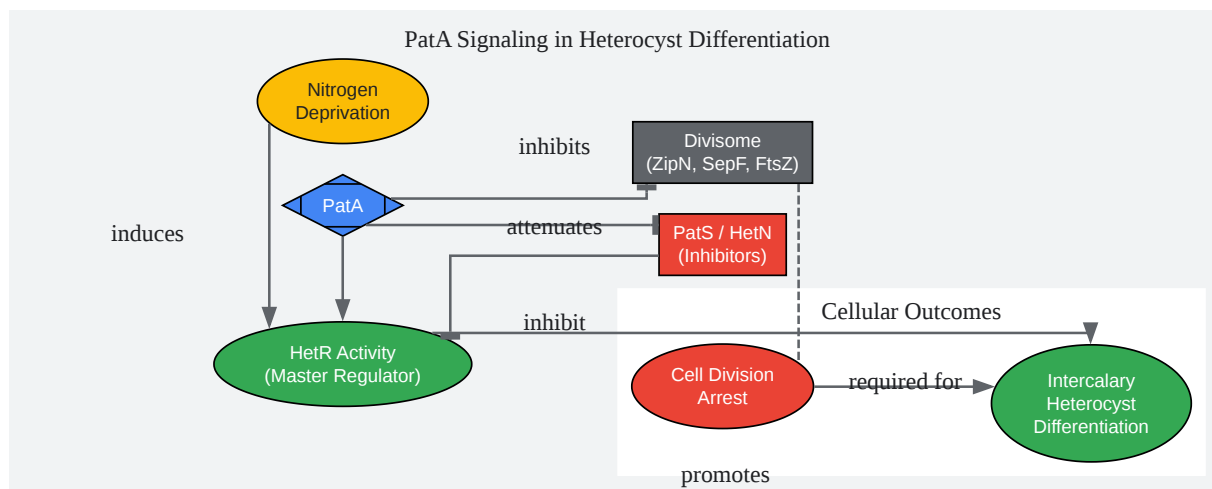 PatA Signaling in Heterocyst Differentiation
Nitrogen
Deprivation
inhibits
Divisome
(ZipN, SepF, FtsZ)
PatA
induces
attenuates
PatS / HetN
(Inhibitors)
inhibit
Cellular Outcomes
HetR Activity
(Master Regulator)
Cell Division
Arrest
required for
Intercalary
Heterocyst
Differentiation
promotes